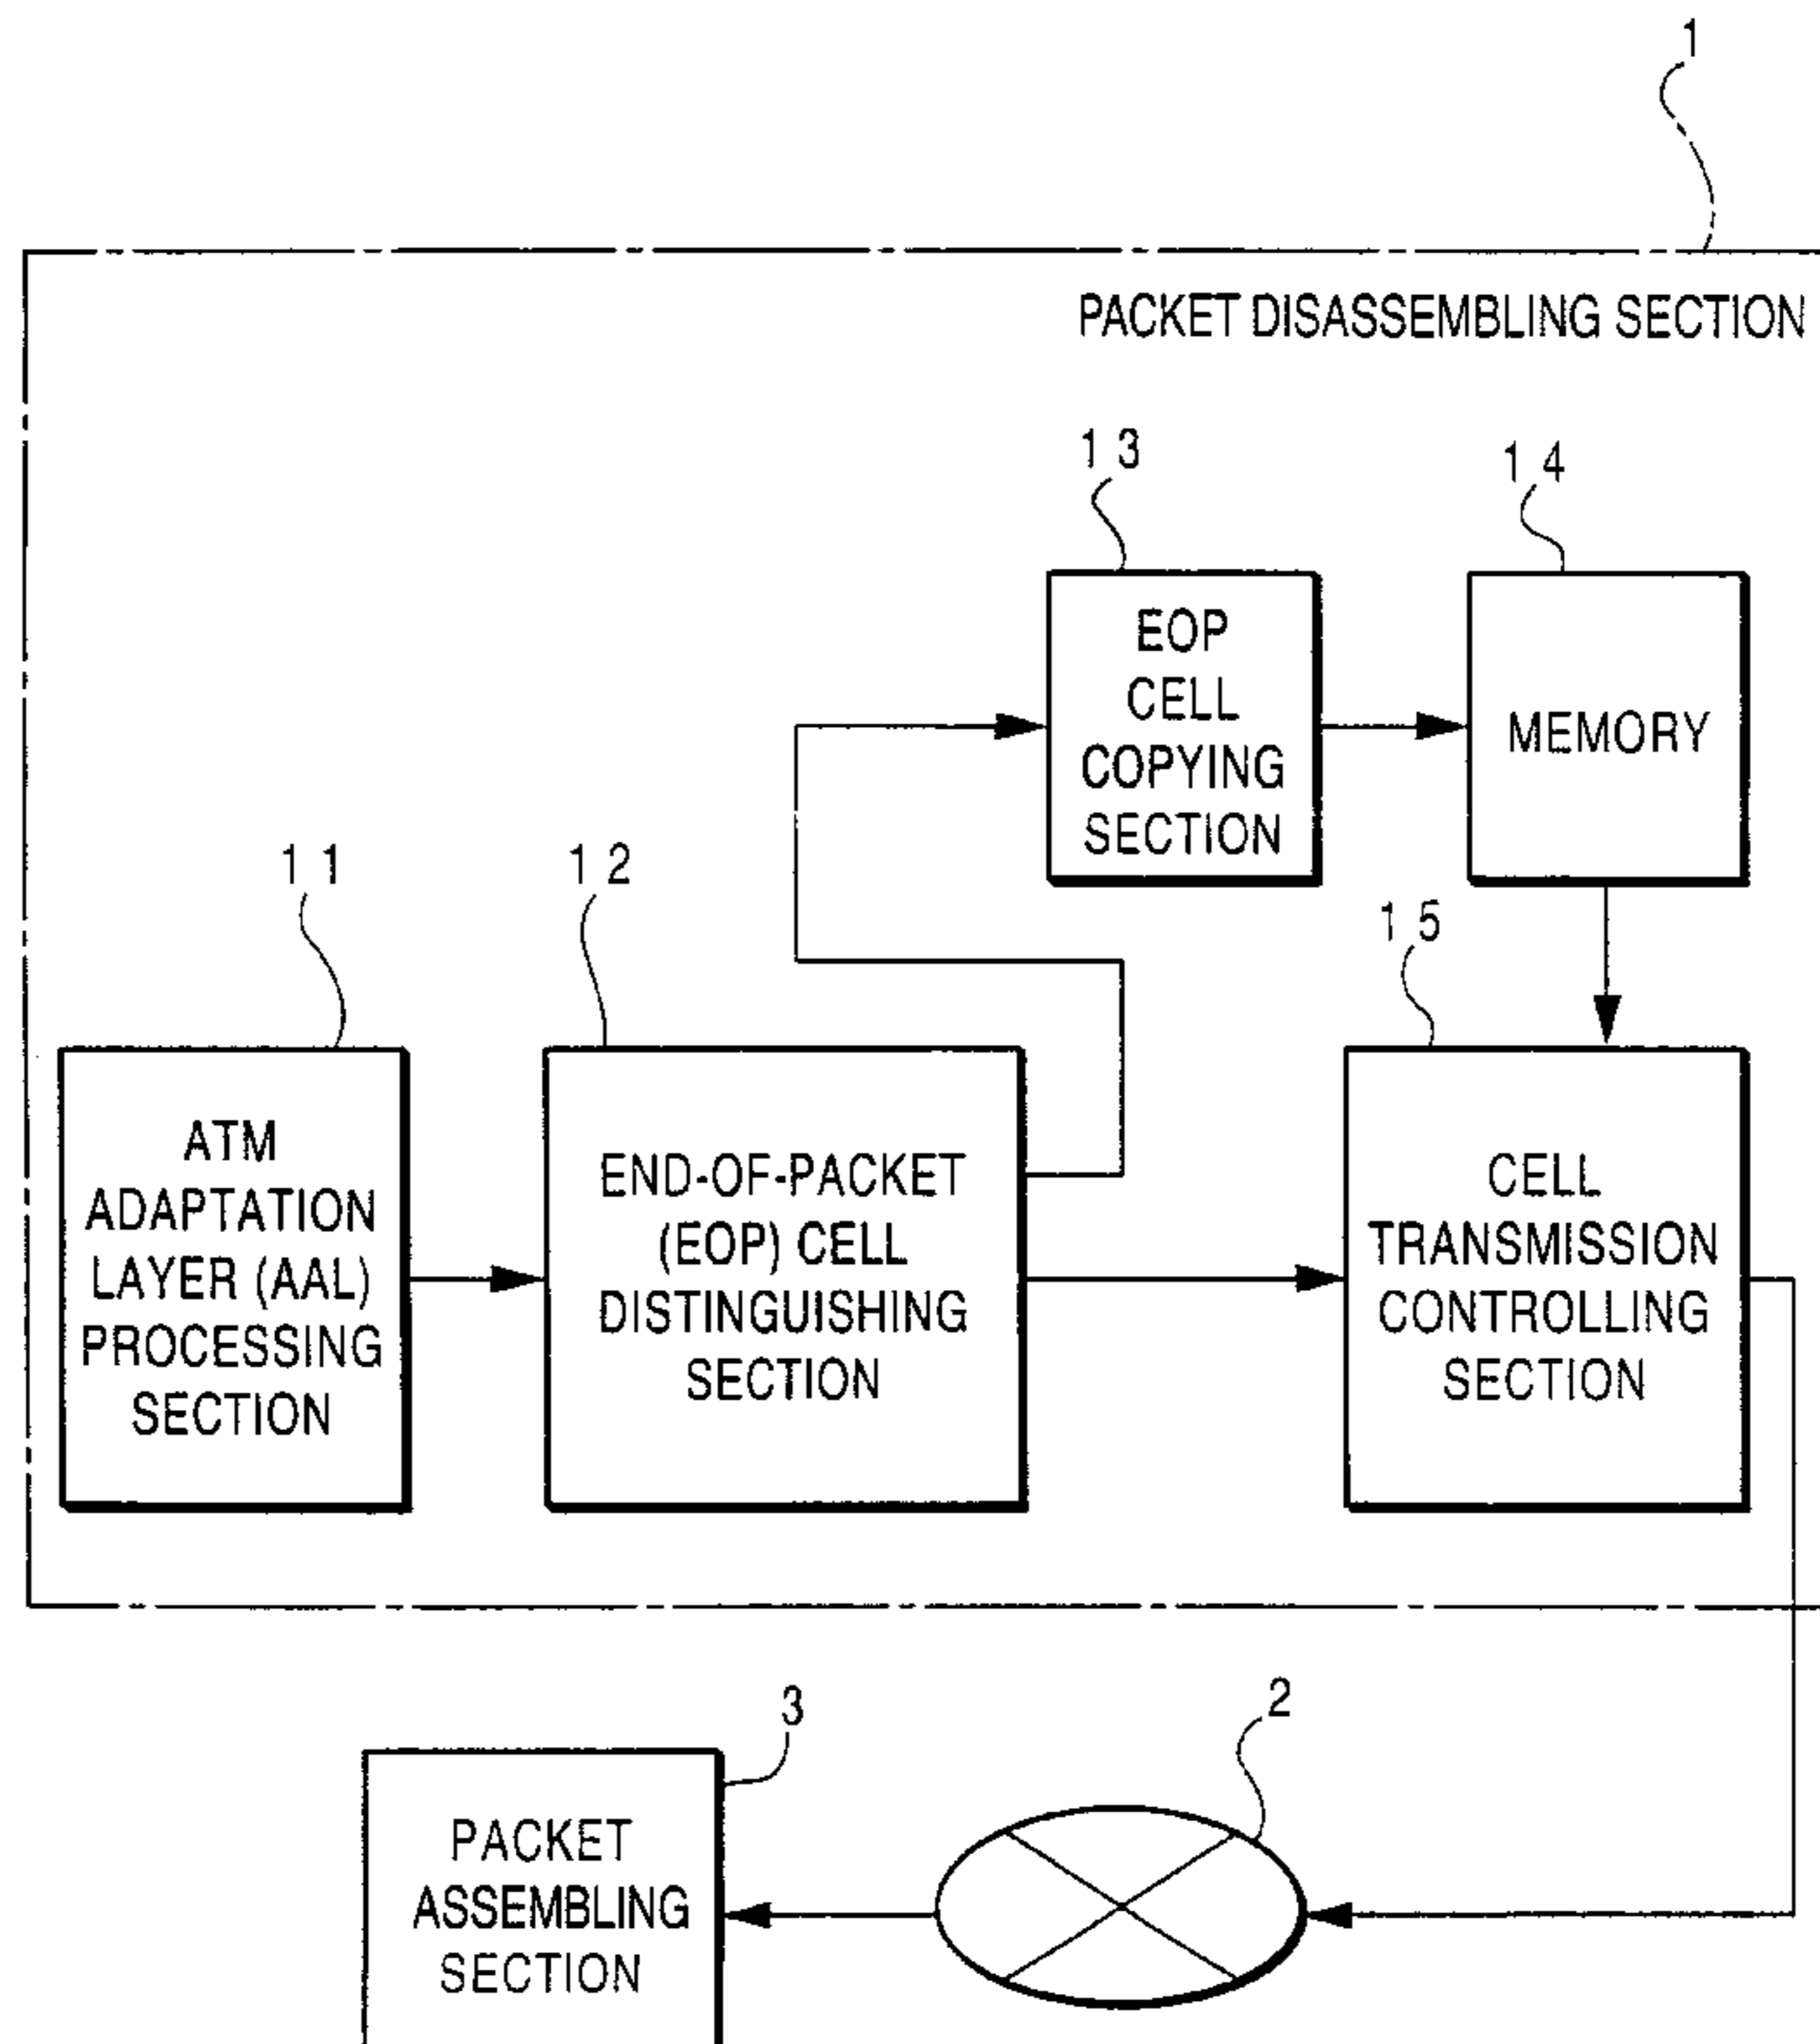 1
PACKET DISASSEMBLING SECTION
13
14
EOP
CELL
COPYING
SECTION
MEMORY
11
12
15
ATM
ADAPTATION
LAYER (AAL)
PROCESSING
SECTION
END-OF-PACKET
(EOP) CELL
DISTINGUISHING
SECTION
CELL
TRANSMISSION
CONTROLLING
SECTION
3
2
PACKET
ASSEMBLING
SECTION